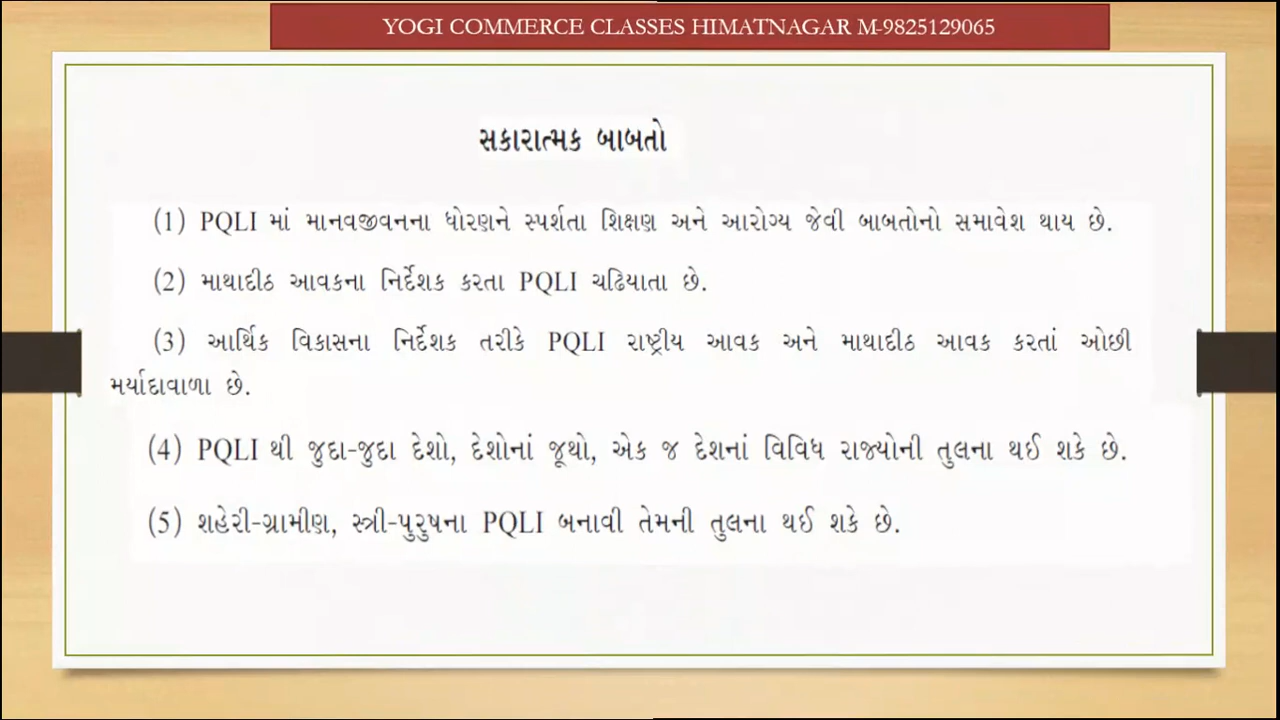 YOGI COMMERCE CLASSES HIMATNAGAR M-9825129065
સકારાત્મક બાબતો
(1) PQLI માં માનવજીવનના ધોરણને સ્પર્શતા શિક્ષણ અને આરોગ્ય જેવી બાબતોનો સમાવેશ થાય છે.
(2) માથાદીઠ આવકના નિર્દેશક કરતા PQLI ચઢિયાતા છે.
(3) આર્થિક વિકાસના નિર્દેશક તરીકે PQLI રાષ્ટ્રીય આવક અને માથાદીઠ આવક કરતાં ઓછી
મર્યાદાવાળા છે.
(4) PQLI થી જુદા-જુદા દેશો, દેશોનાં જૂથો, એક જ દેશનાં વિવિધ રાજ્યોની તુલના થઈ શકે છે.
(5) શહેરી-ગ્રામીણ, સ્ત્રી-પુરુષના PQLI બનાવી તેમની તુલના થઈ શકે છે.